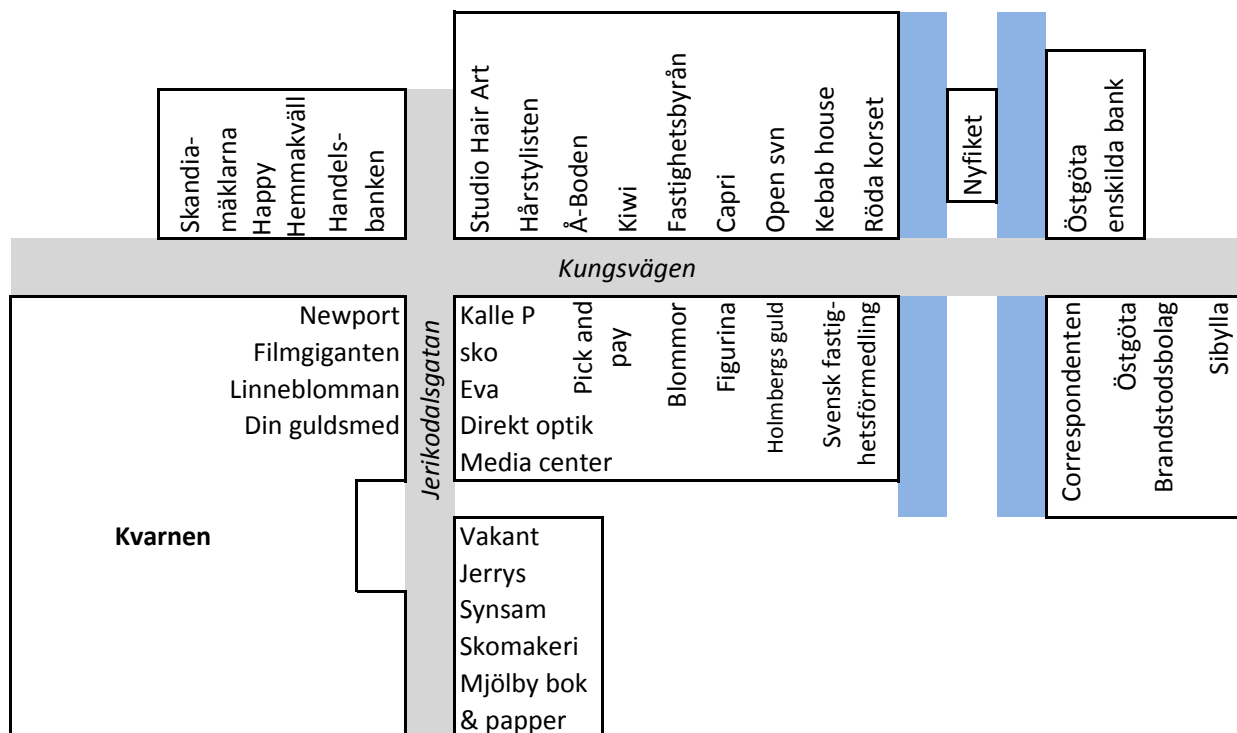 Skandia-
mäklarna
Happy
Hemmakväll
Handels-
banken
Studio Hair Art
Hårstylisten
Å-Boden
Kiwi
Fastighetsbyrån
Capri
Open svn
Kebab house
Röda korset
Nyfiket
Östgöta
enskilda bank
Kungsvägen
Newport
Filmgiganten
Linneblomman
Din guldsmed
Kvarnen
Jerikodalsgatan
Kalle P
sko
Eva
Direkt optik
Media center
Pick and
pay
Blommor
Figurina
Holmbergs guld
Svensk fastig-
hetsförmedling
Correspondenten
Östgöta
Brandstodsbolag
Sibylla
Vakant
Jerrys
Synsam
Skomakeri
Mjölby bok
& papper